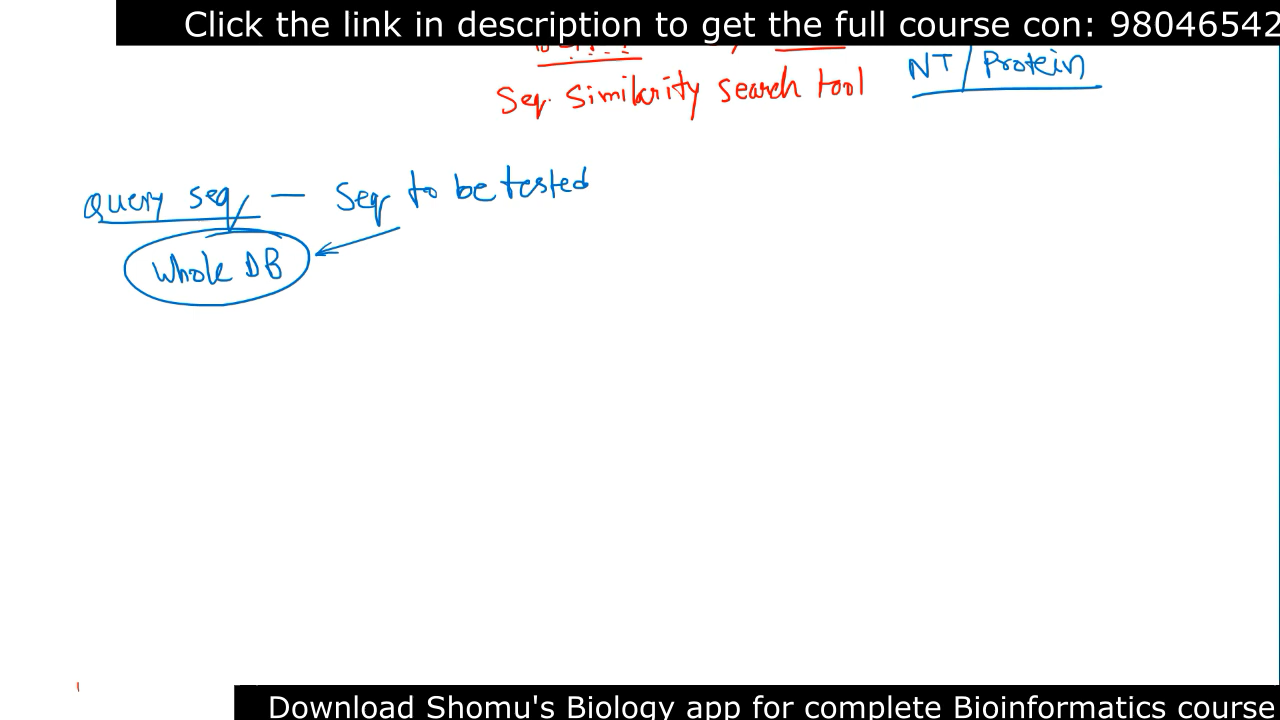 Click the link in description to get the full course con: 98046542
NT/Protein
Seq. Similarity search tool
Query seq — Seq to be tested
Whole DB
Download Shomu's Biology app for complete Bioinformatics course